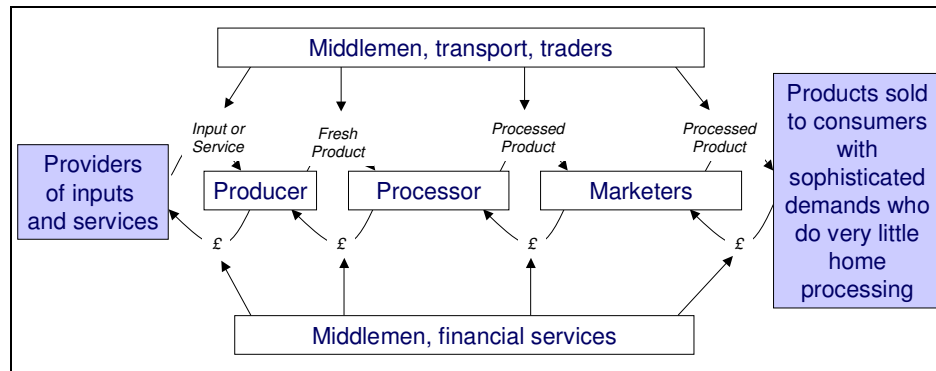 Middlemen, transport, traders
Input or
Service
Fresh
Product
Processed
Product
Processed
Product
Providers
of inputs
and services
Producer
Processor
Marketers
Products sold
to consumers
with
sophisticated
demands who
do very little
home
processing
£
£
£
£
Middlemen, financial services